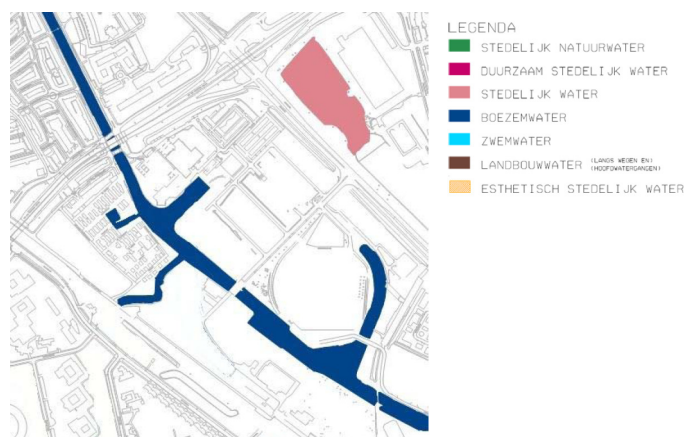 LEGENDA
STEDELIJK NATUURWATER
DUURZAAM STEDELIJK WATER
STEDELIJK WATER
BOEZEMWATER
ZWEMWATER
LANDBOUWWATER (LANGS WEGEN EN)
(HOOFDWATERGANGEN)
ESTHETISCH STEDELIJK WATER